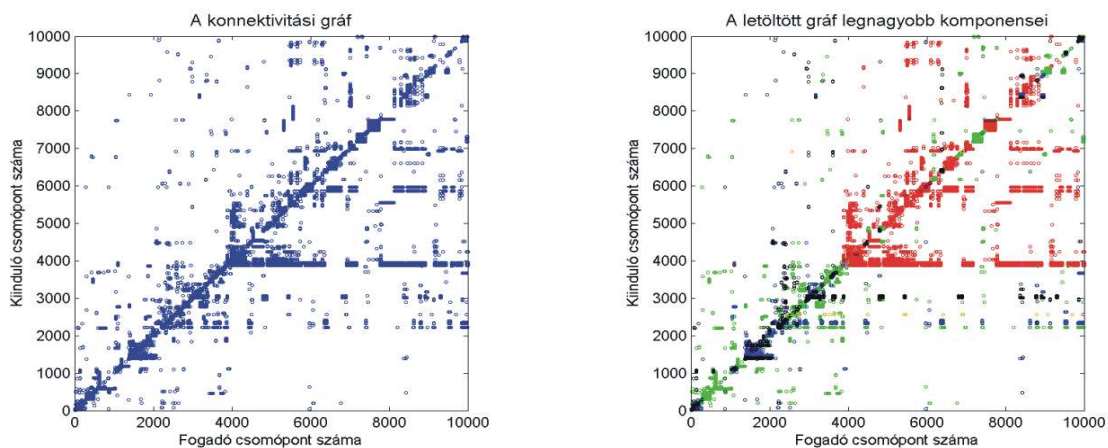 A konnektivitási gráf
10000
9000
8000
7000
6000
5000
4000
3000
2000
1000
0
Kiinduló csomópont száma
0 2000 4000 6000 8000 10000
Fogadó csomópont száma
A letöltött gráf legnagyobb komponensei
10000
9000
8000
7000
6000
5000
4000
3000
2000
1000
0
Kiinduló csomópont száma
0 2000 4000 6000 8000 10000
Fogadó csomópont száma